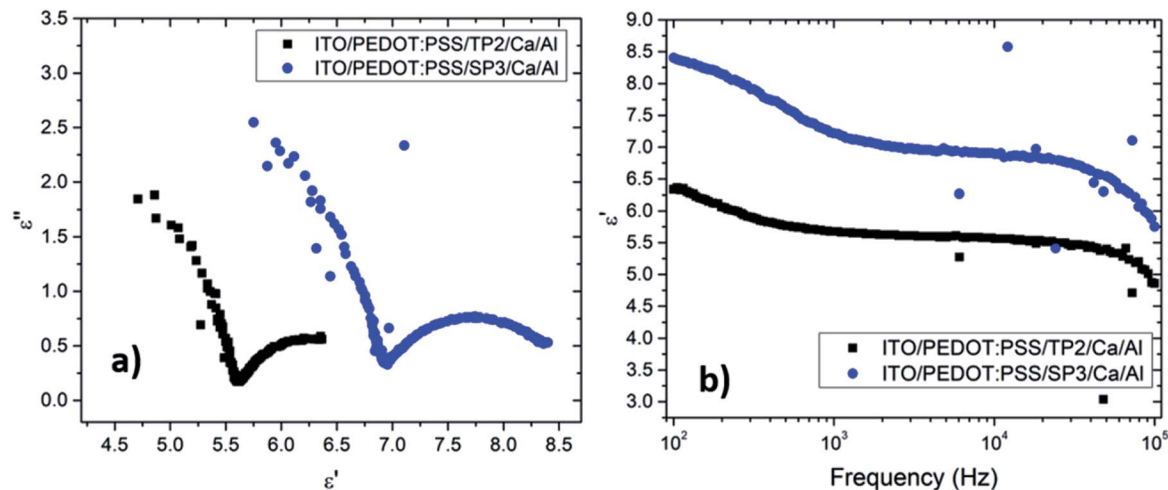 ITO/PEDOT:PSS/TP2/Ca/Al
ITO/PEDOT:PSS/SP3/Ca/Al
3.5
3.0
2.5
2.0
1.5
1.0
0.5
0.0
ε''
a)
4.5 5.0 5.5 6.0 6.5 7.0 7.5 8.0 8.5
ε'
9.0
8.5
8.0
7.5
7.0
6.5
6.0
5.5
5.0
4.5
4.0
3.5
3.0
ε'
b)
ITO/PEDOT:PSS/TP2/Ca/Al
ITO/PEDOT:PSS/SP3/Ca/Al
10² 10³ 10⁴ 10⁵
Frequency (Hz)